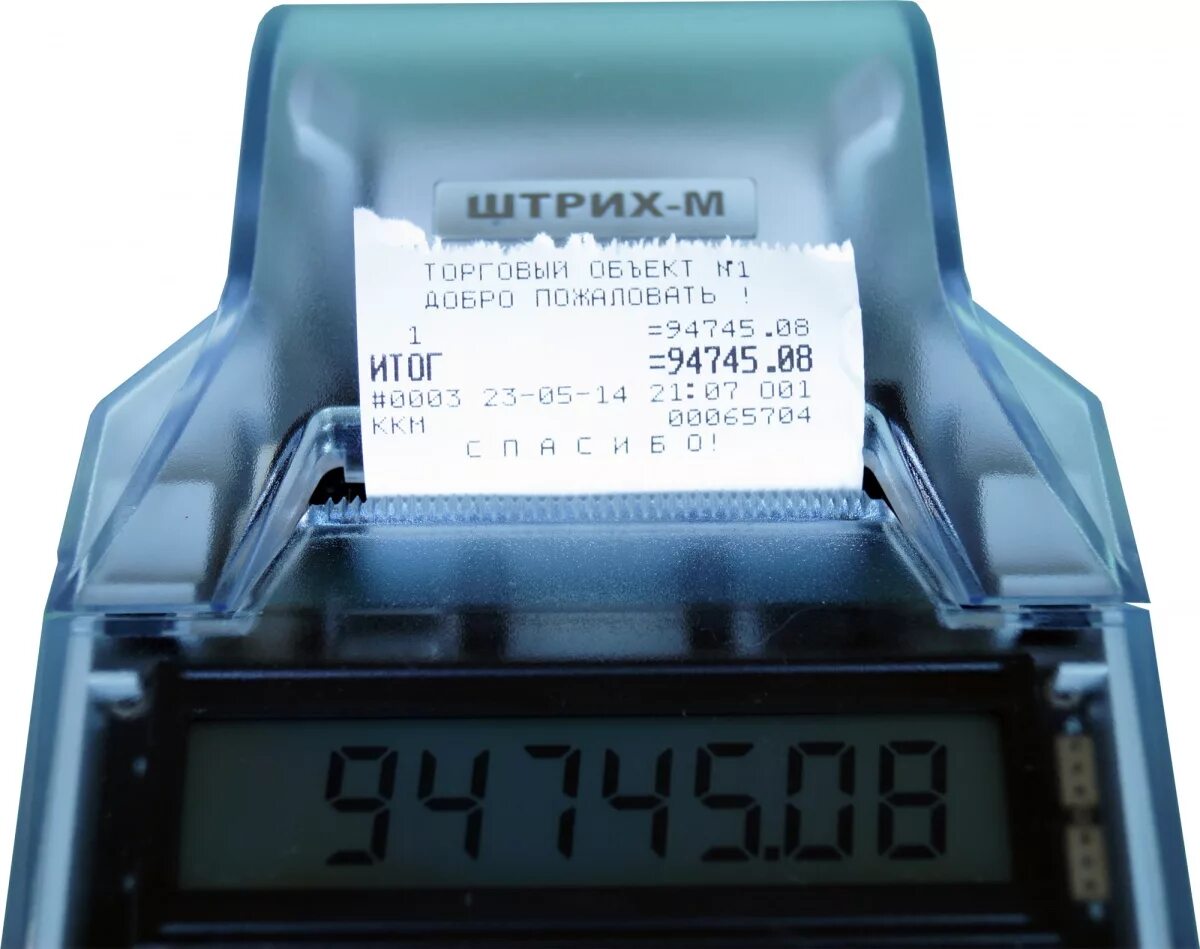 ШТРИХ-М
ТОРГОВЫЙ ОБЪЕКТ №1
ДОБРО ПОЖАЛОВАТЬ !
1 =94745.08
ИТОГ =94745.08
#0003 23-05-14 21:07 001
ККМ 00065704
С П А С И Б О!
94745.08